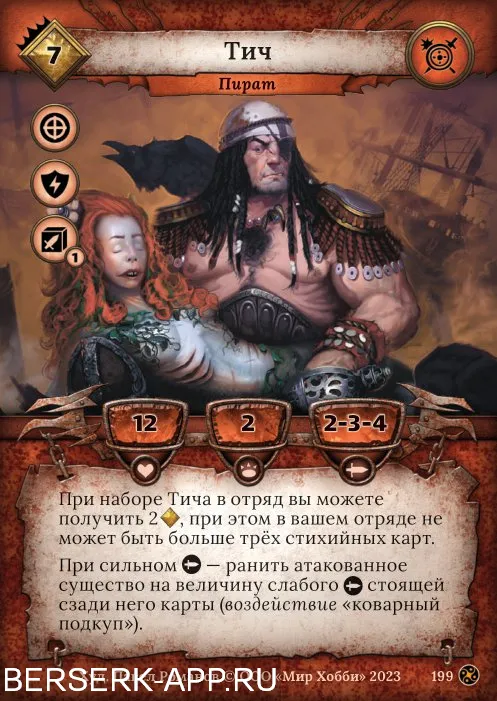 7
Тич
Пират
1
12
2
2-3-4
При наборе Тича в отряд вы можете
получить 2, при этом в вашем отряде не
может быть больше трёх стихийных карт.
При сильном — ранить атакованное
существо на величину слабого стоящей
сзади него карты (воздействие «коварный
подкуп»).
ООО «Мир Хобби» 2023
199
BERSERK-APP.RU